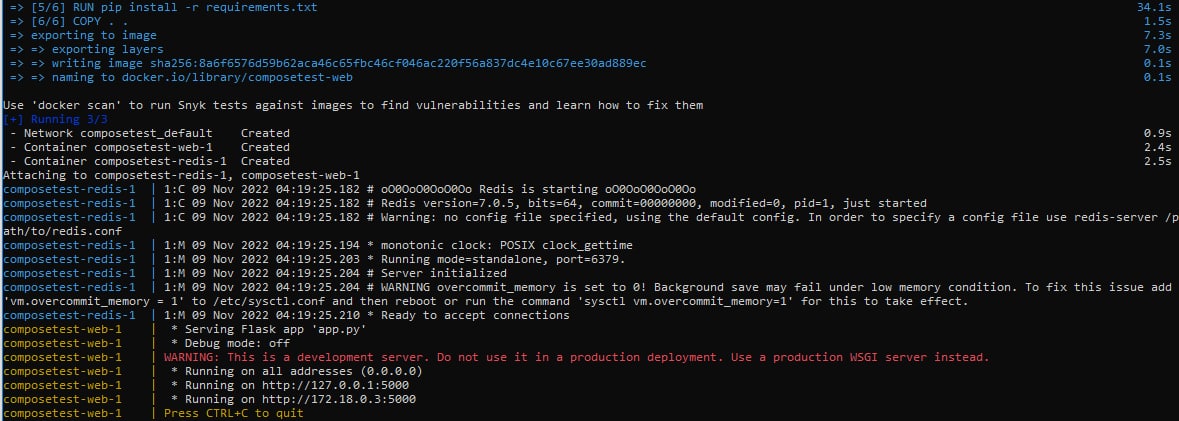 => [5/6] RUN pip install -r requirements.txt 34.1s
=> [6/6] COPY . . 1.5s
=> exporting to image 7.3s
=> => exporting layers 7.0s
=> => writing image sha256:8a6f6576d59b62aca46c65fbc46cf046ac220f56a837dc4e10c67ee30ad889ec 0.1s
=> => naming to docker.io/library/composetest-web 0.1s
Use 'docker scan' to run Snyk tests against images to find vulnerabilities and learn how to fix them
[+] Running 3/3
- Network composetest_default Created 0.9s
- Container composetest-web-1 Created 2.4s
- Container composetest-redis-1 Created 2.5s
Attaching to composetest-redis-1, composetest-web-1
composetest-redis-1 | 1:C 09 Nov 2022 04:19:25.182 # oO0OoO0OoO0Oo Redis is starting oO0OoO0OoO0Oo
composetest-redis-1 | 1:C 09 Nov 2022 04:19:25.182 # Redis version=7.0.5, bits=64, commit=00000000, modified=0, pid=1, just started
composetest-redis-1 | 1:C 09 Nov 2022 04:19:25.182 # Warning: no config file specified, using the default config. In order to specify a config file use redis-server /p
ath/to/redis.conf
composetest-redis-1 | 1:M 09 Nov 2022 04:19:25.194 * monotonic clock: POSIX clock_gettime
composetest-redis-1 | 1:M 09 Nov 2022 04:19:25.203 * Running mode=standalone, port=6379.
composetest-redis-1 | 1:M 09 Nov 2022 04:19:25.204 # Server initialized
composetest-redis-1 | 1:M 09 Nov 2022 04:19:25.204 # WARNING overcommit_memory is set to 0! Background save may fail under low memory condition. To fix this issue add
'vm.overcommit_memory = 1' to /etc/sysctl.conf and then reboot or run the command 'sysctl vm.overcommit_memory=1' for this to take effect.
composetest-redis-1 | 1:M 09 Nov 2022 04:19:25.210 * Ready to accept connections
composetest-web-1 | * Serving Flask app 'app.py'
composetest-web-1 | * Debug mode: off
composetest-web-1 | WARNING: This is a development server. Do not use it in a production deployment. Use a production WSGI server instead.
composetest-web-1 | * Running on all addresses (0.0.0.0)
composetest-web-1 | * Running on http://127.0.0.1:5000
composetest-web-1 | * Running on http://172.18.0.3:5000
composetest-web-1 | Press CTRL+C to quit